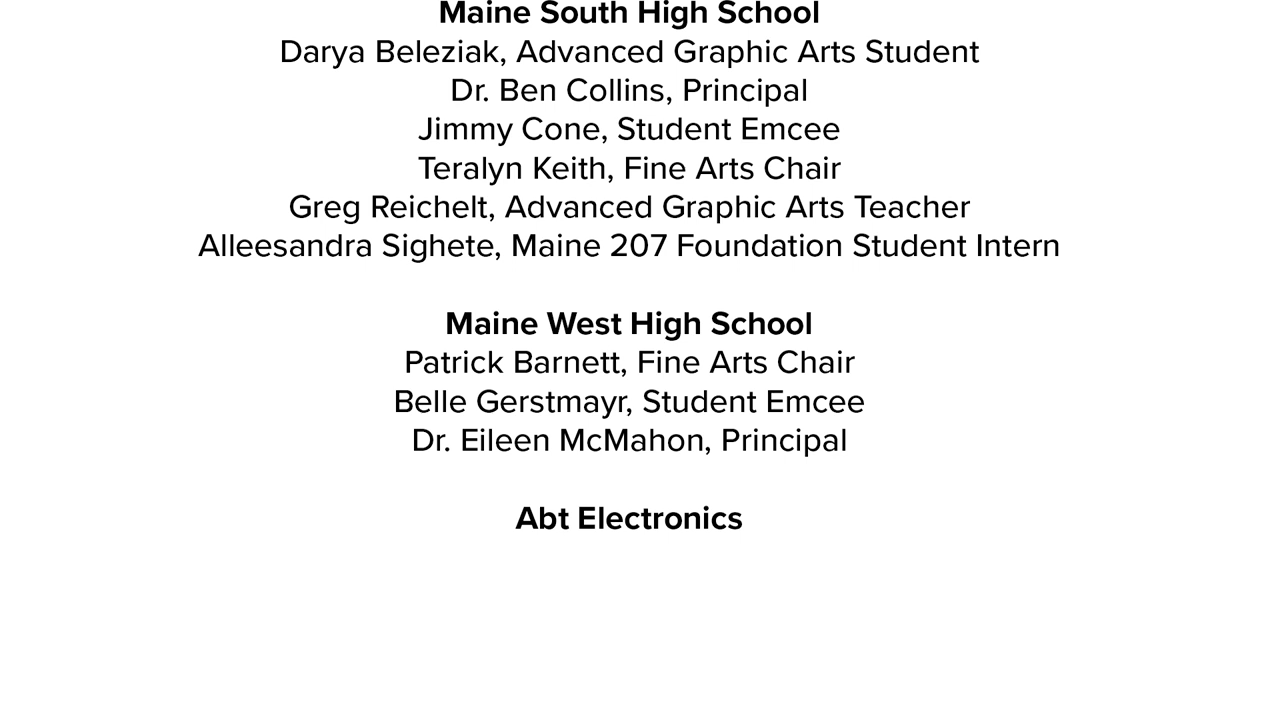 Maine South High School
Darya Beleziak, Advanced Graphic Arts Student
Dr. Ben Collins, Principal
Jimmy Cone, Student Emcee
Teralyn Keith, Fine Arts Chair
Greg Reichelt, Advanced Graphic Arts Teacher
Alleesandra Sighete, Maine 207 Foundation Student Intern
Maine West High School
Patrick Barnett, Fine Arts Chair
Belle Gerstmayr, Student Emcee
Dr. Eileen McMahon, Principal
Abt Electronics